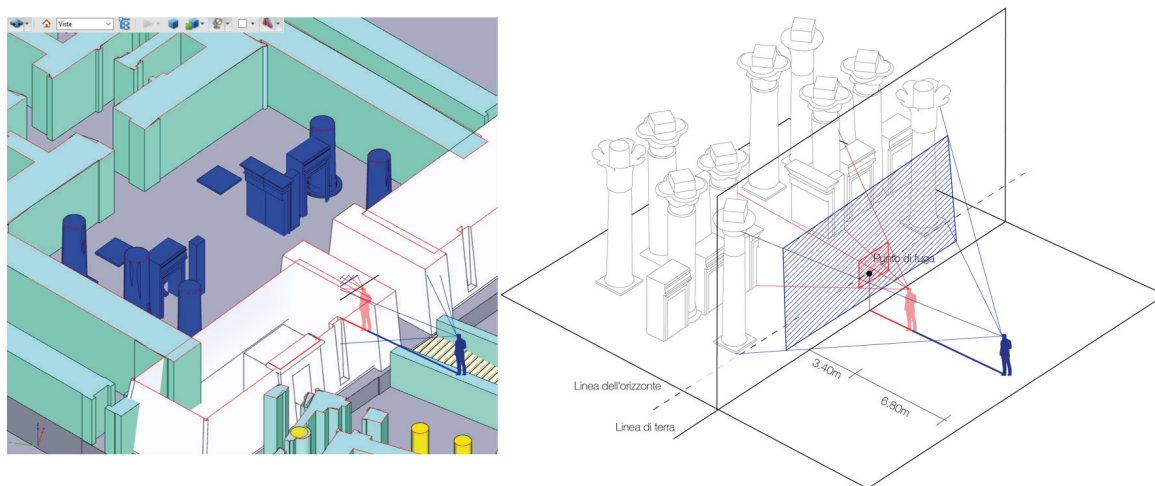 Viste
Punto di fuga
3.40m
Linea dell'orizzonte
6.80m
Linea di terra